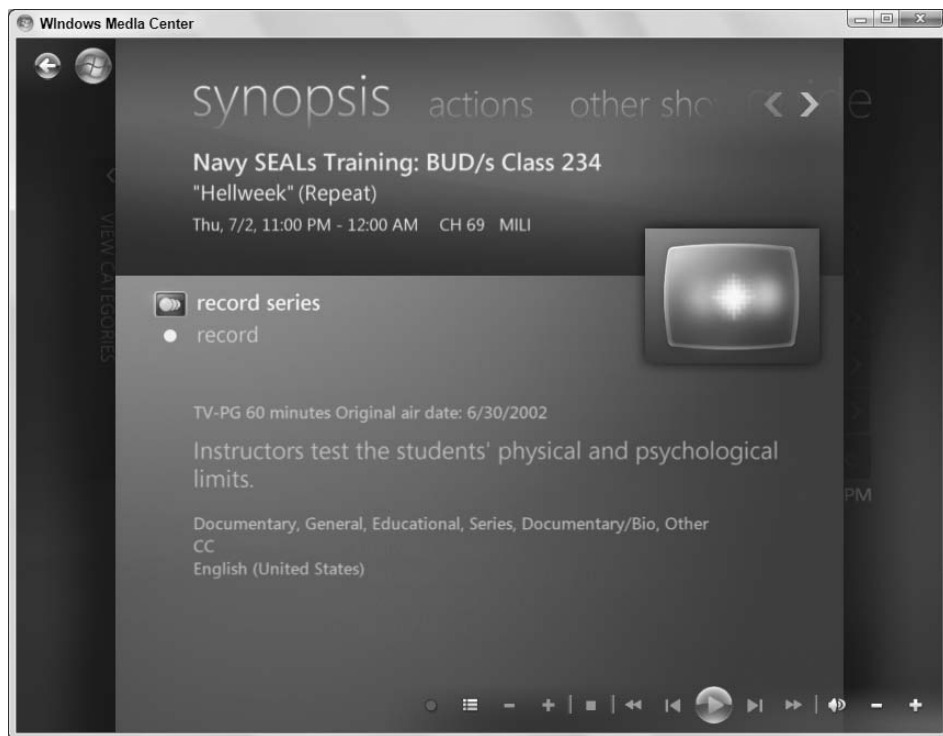 Windows Media Center
synopsis actions other sho
Navy SEALs Training: BUD/s Class 234
"Hellweek" (Repeat)
Thu, 7/2, 11:00 PM - 12:00 AM CH 69 MILI
VIEW CATEGORIES
record series
record
TV-PG 60 minutes Original air date: 6/30/2002
Instructors test the students' physical and psychological
limits.
PM
Documentary, General, Educational, Series, Documentary/Bio, Other
CC
English (United States)